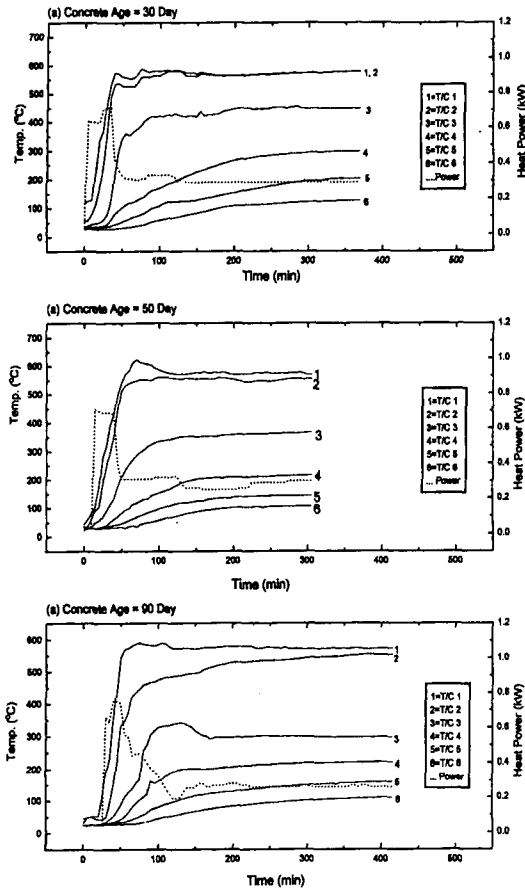 (a) Concrete Age = 30 Day
700
600
500
400
300
200
100
0
Temp. (°C)
1.2
1.0
0.8
0.6
0.4
0.2
0.0
Heat Power (kW)
1, 2
3
4
5
6
1=T/C 1
2=T/C 2
3=T/C 3
4=T/C 4
5=T/C 5
6=T/C 6
....Power
0 100 200 300 400 500
Time (min)
(a) Concrete Age = 50 Day
700
600
500
400
300
200
100
0
Temp. (°C)
1.2
1.0
0.8
0.6
0.4
0.2
0.0
Heat Power (kW)
1
2
3
4
5
6
1=T/C 1
2=T/C 2
3=T/C 3
4=T/C 4
5=T/C 5
6=T/C 6
.... Power
0 100 200 300 400 500
Time (min)
(a) Concrete Age = 90 Day
600
500
400
300
200
100
0
Temp. (°C)
1.2
1.0
0.8
0.6
0.4
0.2
0.0
Heat Power (kW)
1
2
3
4
5
6
1=T/C 1
2=T/C 2
3=T/C 3
4=T/C 4
5=T/C 5
6=T/C 6
... Power
0 100 200 300 400 500
Time (min)